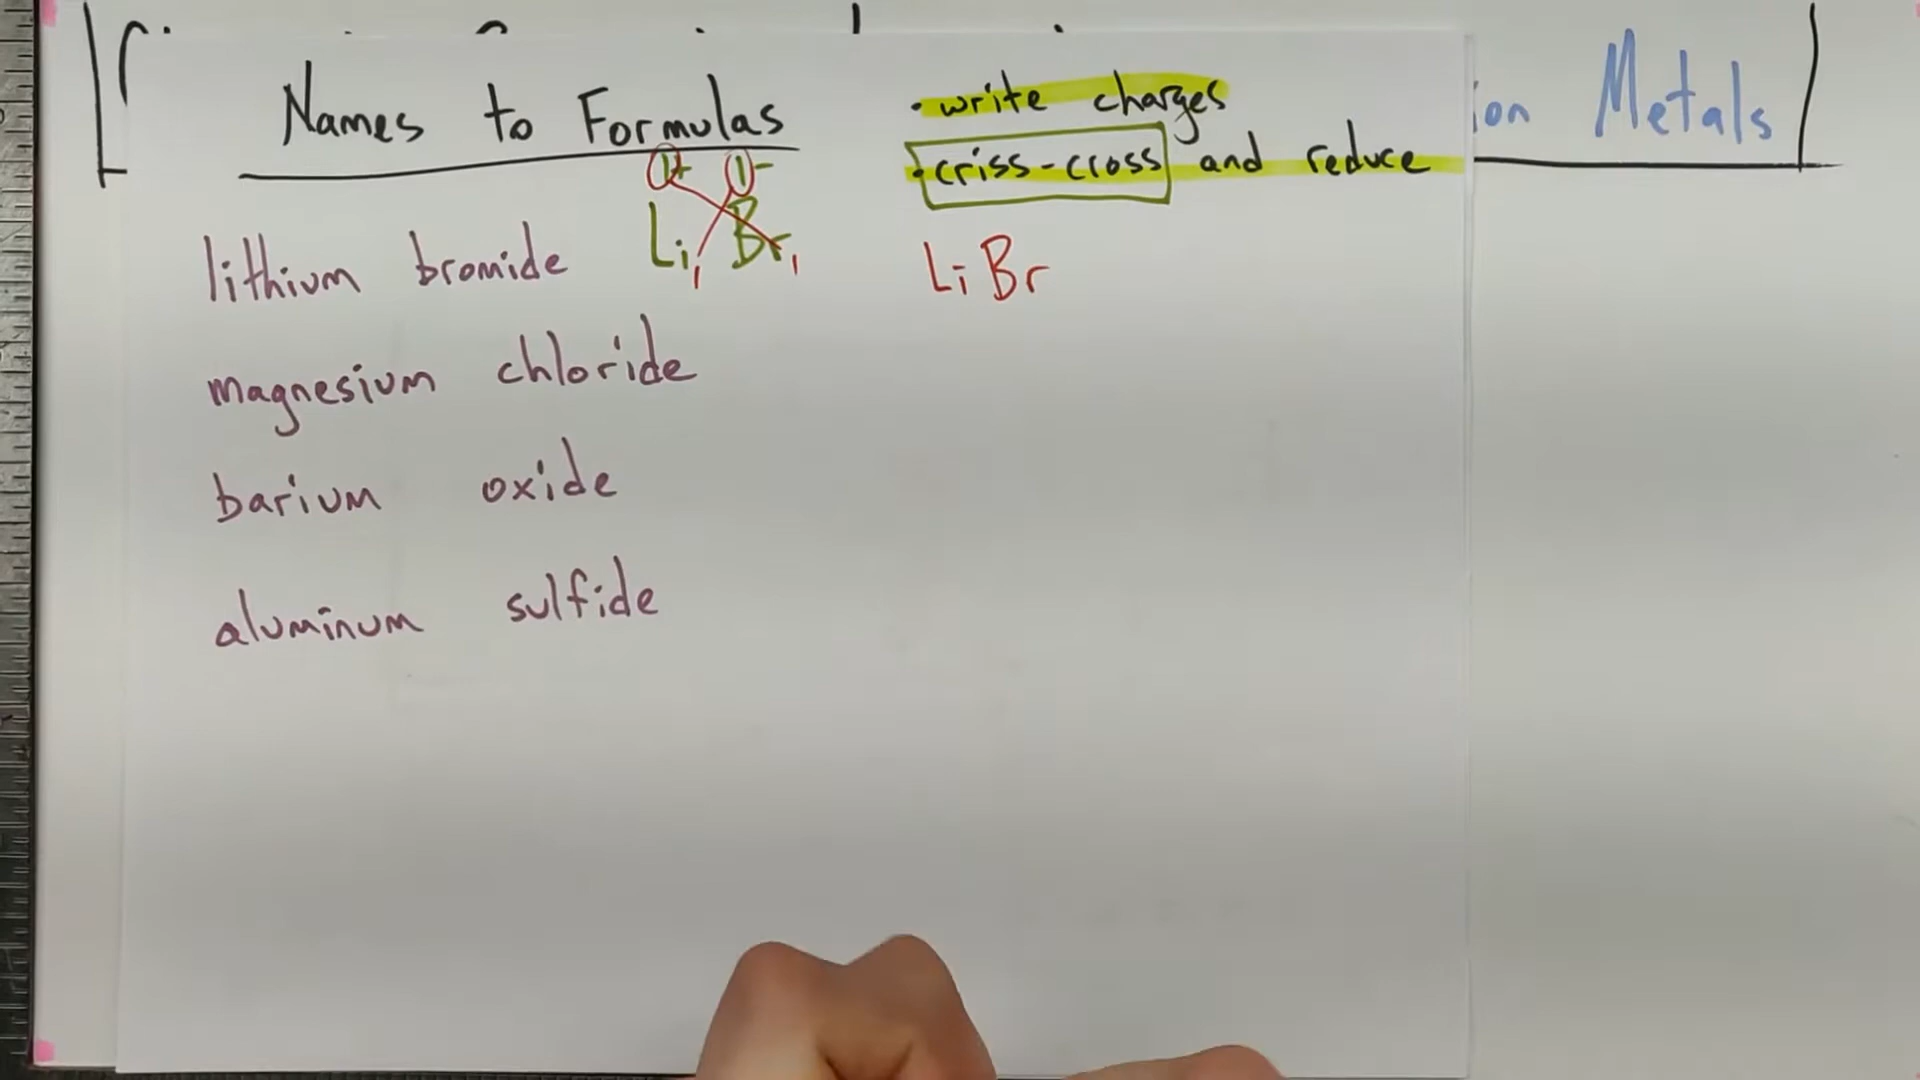 Names to Formulas
• write charges
• criss-cross and reduce
ion Metals
1+ 1-
lithium bromide Li1 Br1 LiBr
magnesium chloride
barium oxide
aluminum sulfide